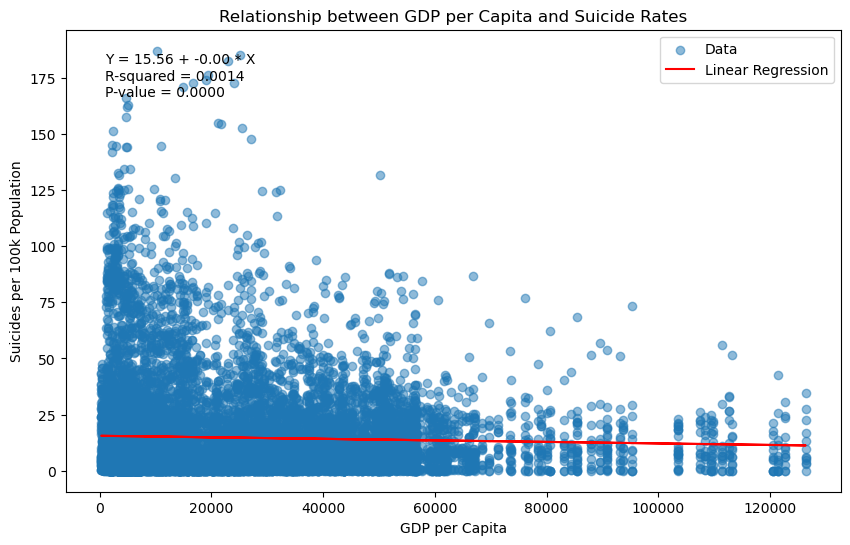 Relationship between GDP per Capita and Suicide Rates
Y = 15.56 + -0.00 * X
R-squared = 0.0014
P-value = 0.0000
Data
Linear Regression
Suicides per 100k Population
175
150
125
100
75
50
25
0
0 20000 40000 60000 80000 100000 120000
GDP per Capita